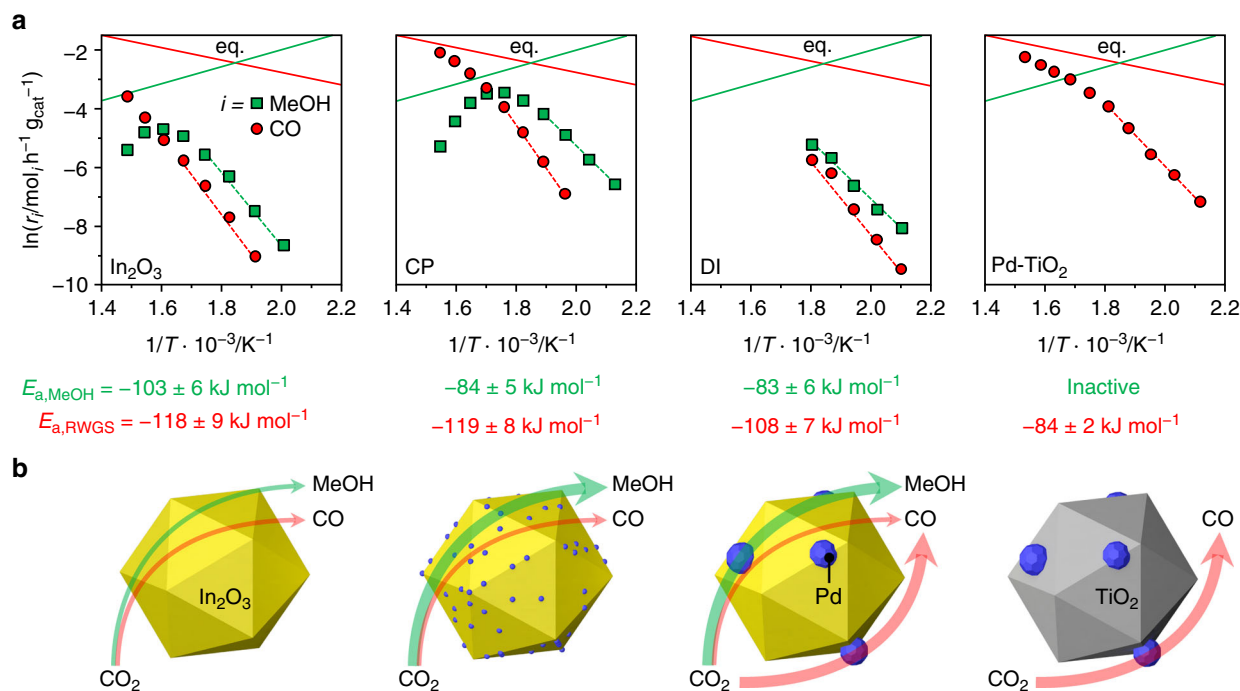 a
eq. eq. eq. eq.
i = MeOH
CO
ln(rᵢ/molᵢ h⁻¹ g_cat⁻¹)
−2
−4
−6
−8
−10
In₂O₃ CP DI Pd-TiO₂
1.4 1.6 1.8 2.0 2.2 1.4 1.6 1.8 2.0 2.2 1.4 1.6 1.8 2.0 2.2 1.4 1.6 1.8 2.0 2.2
1/T · 10⁻³/K⁻¹ 1/T · 10⁻³/K⁻¹ 1/T · 10⁻³/K⁻¹ 1/T · 10⁻³/K⁻¹
Eₐ,MeOH = −103 ± 6 kJ mol⁻¹ −84 ± 5 kJ mol⁻¹ −83 ± 6 kJ mol⁻¹ Inactive
Eₐ,RWGS = −118 ± 9 kJ mol⁻¹ −119 ± 8 kJ mol⁻¹ −108 ± 7 kJ mol⁻¹ −84 ± 2 kJ mol⁻¹
b
MeOH MeOH MeOH
CO CO CO CO
In₂O₃ Pd TiO₂
CO₂ CO₂ CO₂ CO₂